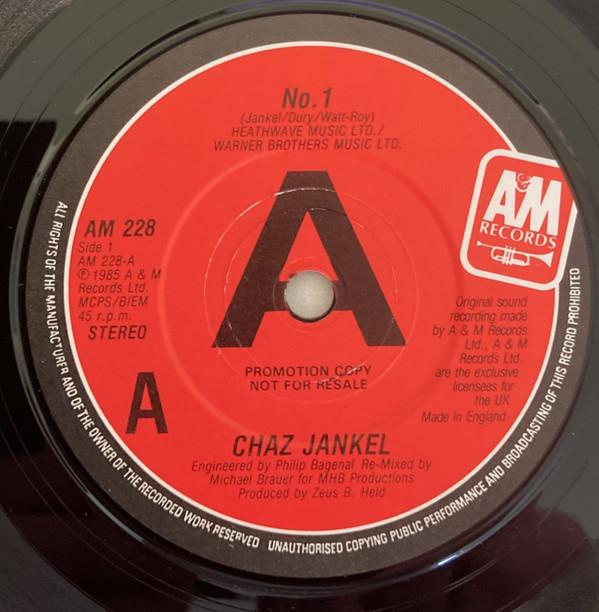 No.1
(Jankel/Dury/Watt-Roy)
HEATHWAVE MUSIC LTD./
WARNER BROTHERS MUSIC LTD.
A&M
RECORDS
AM 228
Side 1
AM 228-A
℗ 1985 A & M
Records Ltd.
MCPS/BIEM
45 r.p.m.
STEREO
A
PROMOTION COPY
NOT FOR RESALE
Original sound
recording made
by A & M Records
Ltd., A & M
Records Ltd.
are the exclusive
licensees for
the UK
Made in England
A
CHAZ JANKEL
Engineered by Philip Bagenal Re-Mixed by
Michael Brauer for MHB Productions
Produced by Zeus B. Held
ALL RIGHTS OF THE MANUFACTURER AND OF THE OWNER OF THE RECORDED WORK RESERVED UNAUTHORISED COPYING PUBLIC PERFORMANCE AND BROADCASTING OF THIS RECORD PROHIBITED